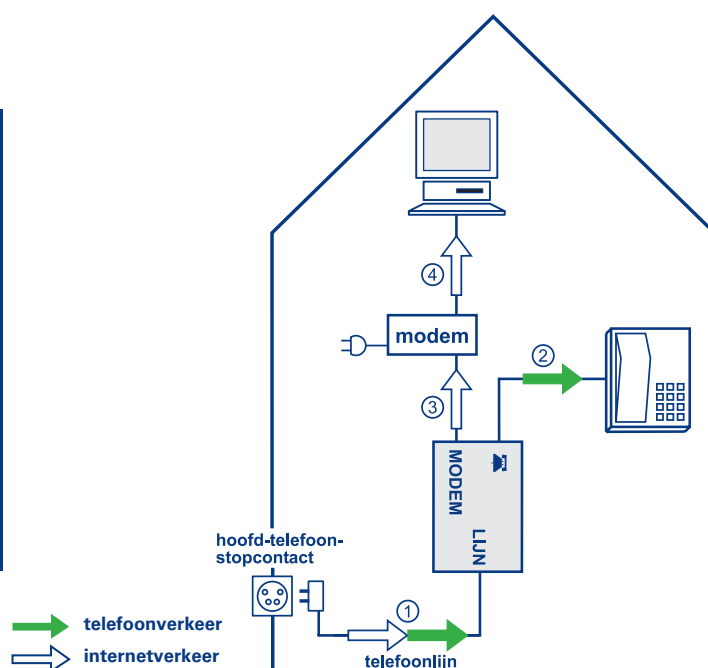 ④
modem
②
③
MODEM
LIJN
hoofd-telefoon-
stopcontact
①
telefoonlijn
telefoonverkeer
internetverkeer